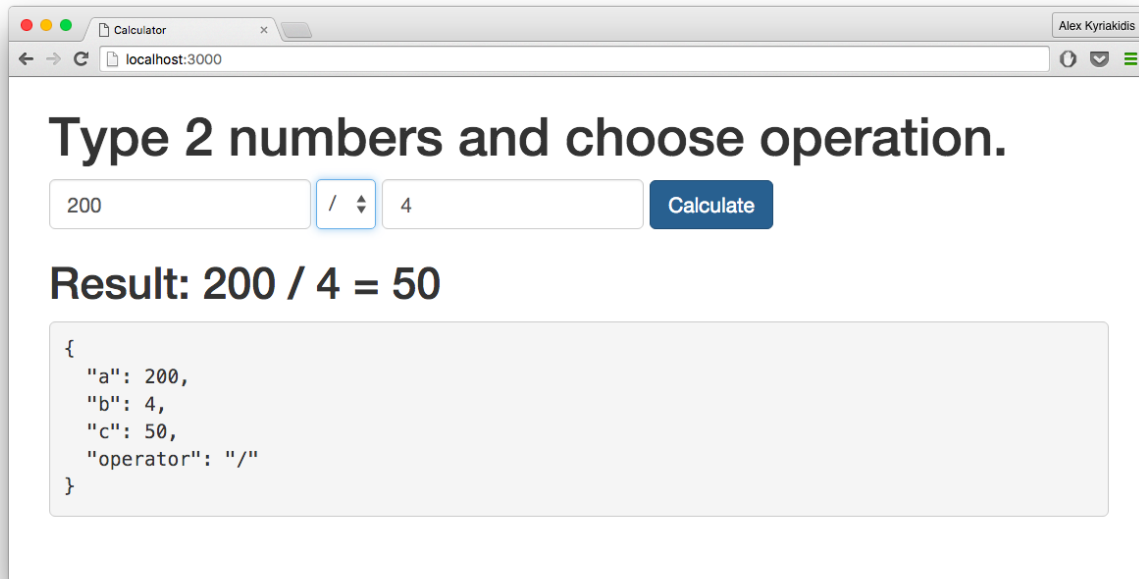 Calculator
Alex Kyriakidis
localhost:3000
Type 2 numbers and choose operation.
200 / 4 Calculate
Result: 200 / 4 = 50
{
"a": 200,
"b": 4,
"c": 50,
"operator": "/"
}